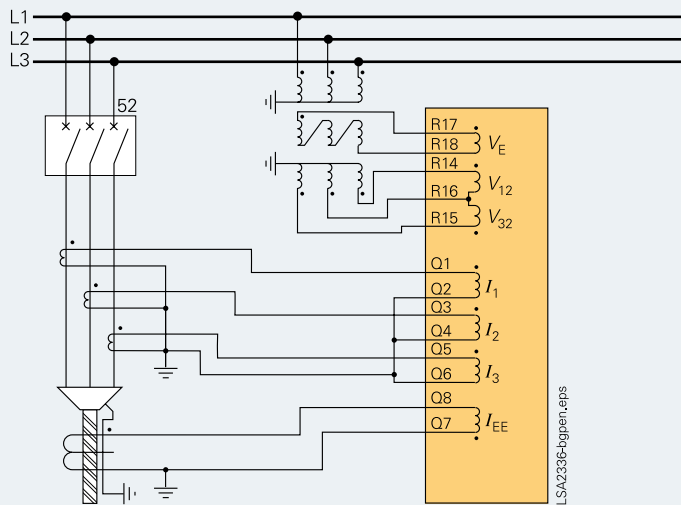 L1
L2
L3
52
R17
R18
VE
R14
V12
R16
R15
V32
Q1
Q2
I1
Q3
Q4
I2
Q5
Q6
I3
Q8
Q7
IEE
LSA2336-bgpen.eps